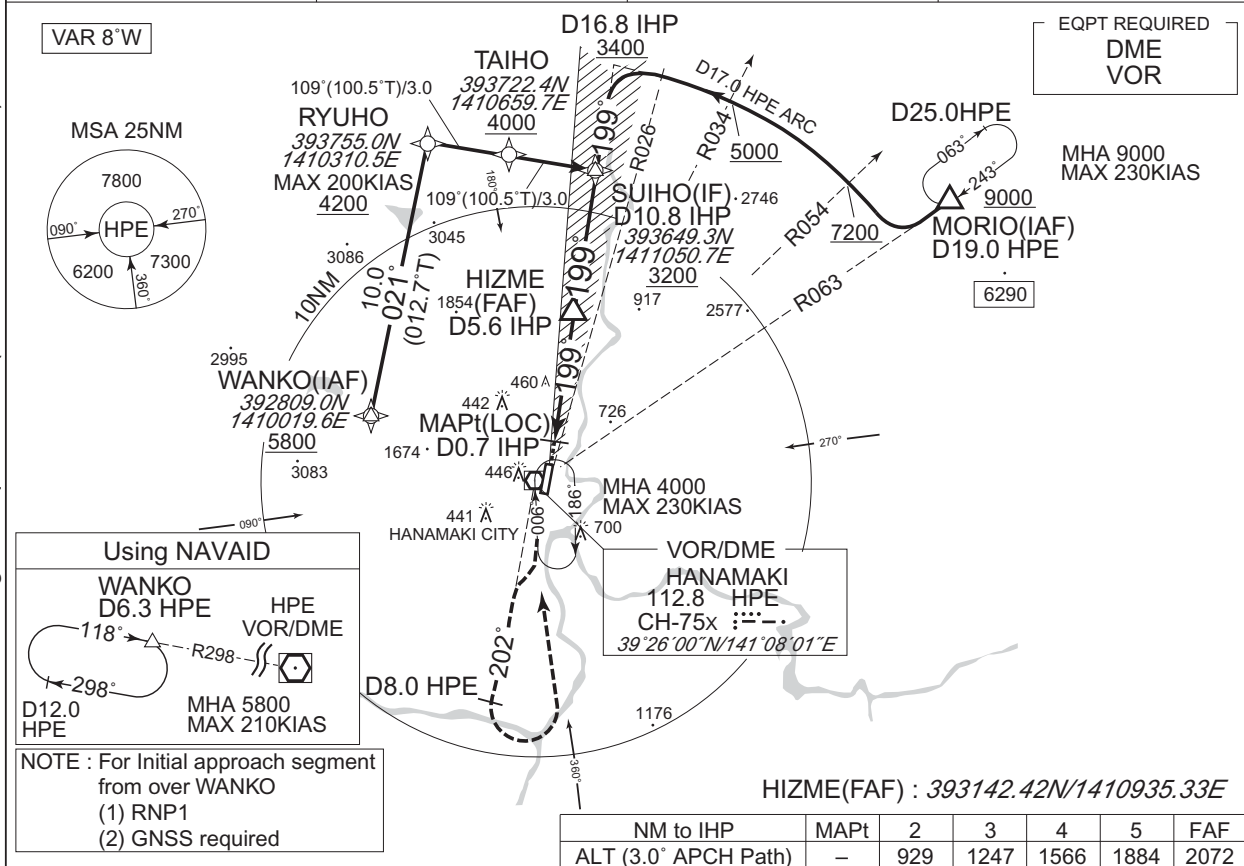 VAR 8°W
D16.8 IHP
3400
EQPT REQUIRED
DME
VOR
TAIHO
393722.4N
1410659.7E
4000
109°(100.5°T)/3.0
RYUHO
393755.0N
1410310.5E
MAX 200KIAS
4200
109°(100.5°T)/3.0
180°
199°
D17.0 HPE ARC
R026
R034
5000
D25.0HPE
063°
243°
MHA 9000
MAX 230KIAS
9000
MORIO(IAF)
D19.0 HPE
6290
7200
R054
R063
MSA 25NM
7800
090°
HPE
270°
6200
7300
360°
SUIHO(IF)
D10.8 IHP
393649.3N
1411050.7E
3200
2746
3045
3086
10NM
10.0
021°
(012.7°T)
1854
HIZME
(FAF)
D5.6 IHP
199°
917
2577
2995
WANKO(IAF)
392809.0N
1410019.6E
5800
3083
460
442
199°
726
MAPt(LOC)
D0.7 IHP
1674
446
270°
MHA 4000
MAX 230KIAS
186°
006°
441
HANAMAKI CITY
700
090°
VOR/DME
HANAMAKI
112.8 HPE
CH-75x
39°26′00″N/141°08′01″E
Using NAVAID
WANKO
D6.3 HPE
HPE
VOR/DME
118°
R298
298°
D12.0
HPE
MHA 5800
MAX 210KIAS
202°
D8.0 HPE
1176
360°
NOTE : For Initial approach segment
from over WANKO
(1) RNP1
(2) GNSS required
HIZME(FAF) : 393142.42N/1410935.33E
NM to IHP MAPt 2 3 4 5 FAF
ALT (3.0° APCH Path) – 929 1247 1566 1884 2072